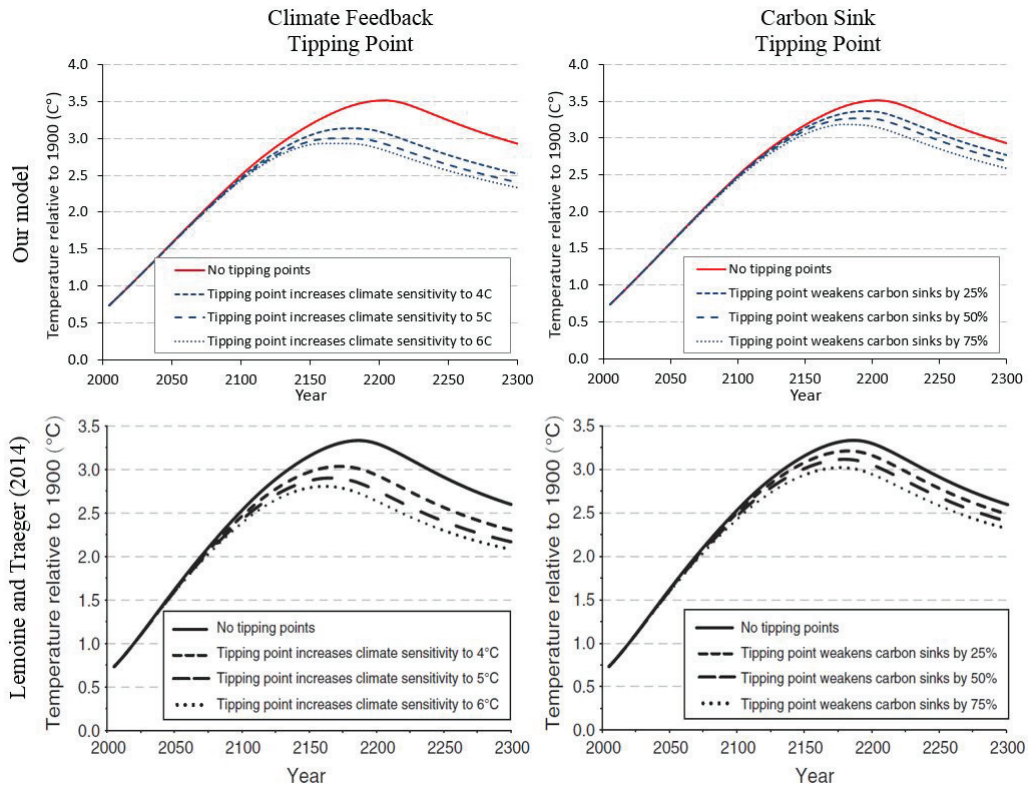 Climate Feedback
Tipping Point
Carbon Sink
Tipping Point
Our model
Temperature relative to 1900 (C°)
4.0
3.5
3.0
2.5
2.0
1.5
1.0
0.5
0.0
No tipping points
Tipping point increases climate sensitivity to 4C
Tipping point increases climate sensitivity to 5C
Tipping point increases climate sensitivity to 6C
2000 2050 2100 2150 2200 2250 2300
Year
Temperature relative to 1900 (C°)
4.0
3.5
3.0
2.5
2.0
1.5
1.0
0.5
0.0
No tipping points
Tipping point weakens carbon sinks by 25%
Tipping point weakens carbon sinks by 50%
Tipping point weakens carbon sinks by 75%
2000 2050 2100 2150 2200 2250 2300
Year
Lemoine and Traeger (2014)
Temperature relative to 1900 (°C)
3.5
3.0
2.5
2.0
1.5
1.0
0.5
0.0
No tipping points
Tipping point increases climate sensitivity to 4°C
Tipping point increases climate sensitivity to 5°C
Tipping point increases climate sensitivity to 6°C
2000 2050 2100 2150 2200 2250 2300
Year
Temperature relative to 1900 (°C)
3.5
3.0
2.5
2.0
1.5
1.0
0.5
0.0
No tipping points
Tipping point weakens carbon sinks by 25%
Tipping point weakens carbon sinks by 50%
Tipping point weakens carbon sinks by 75%
2000 2050 2100 2150 2200 2250 2300
Year